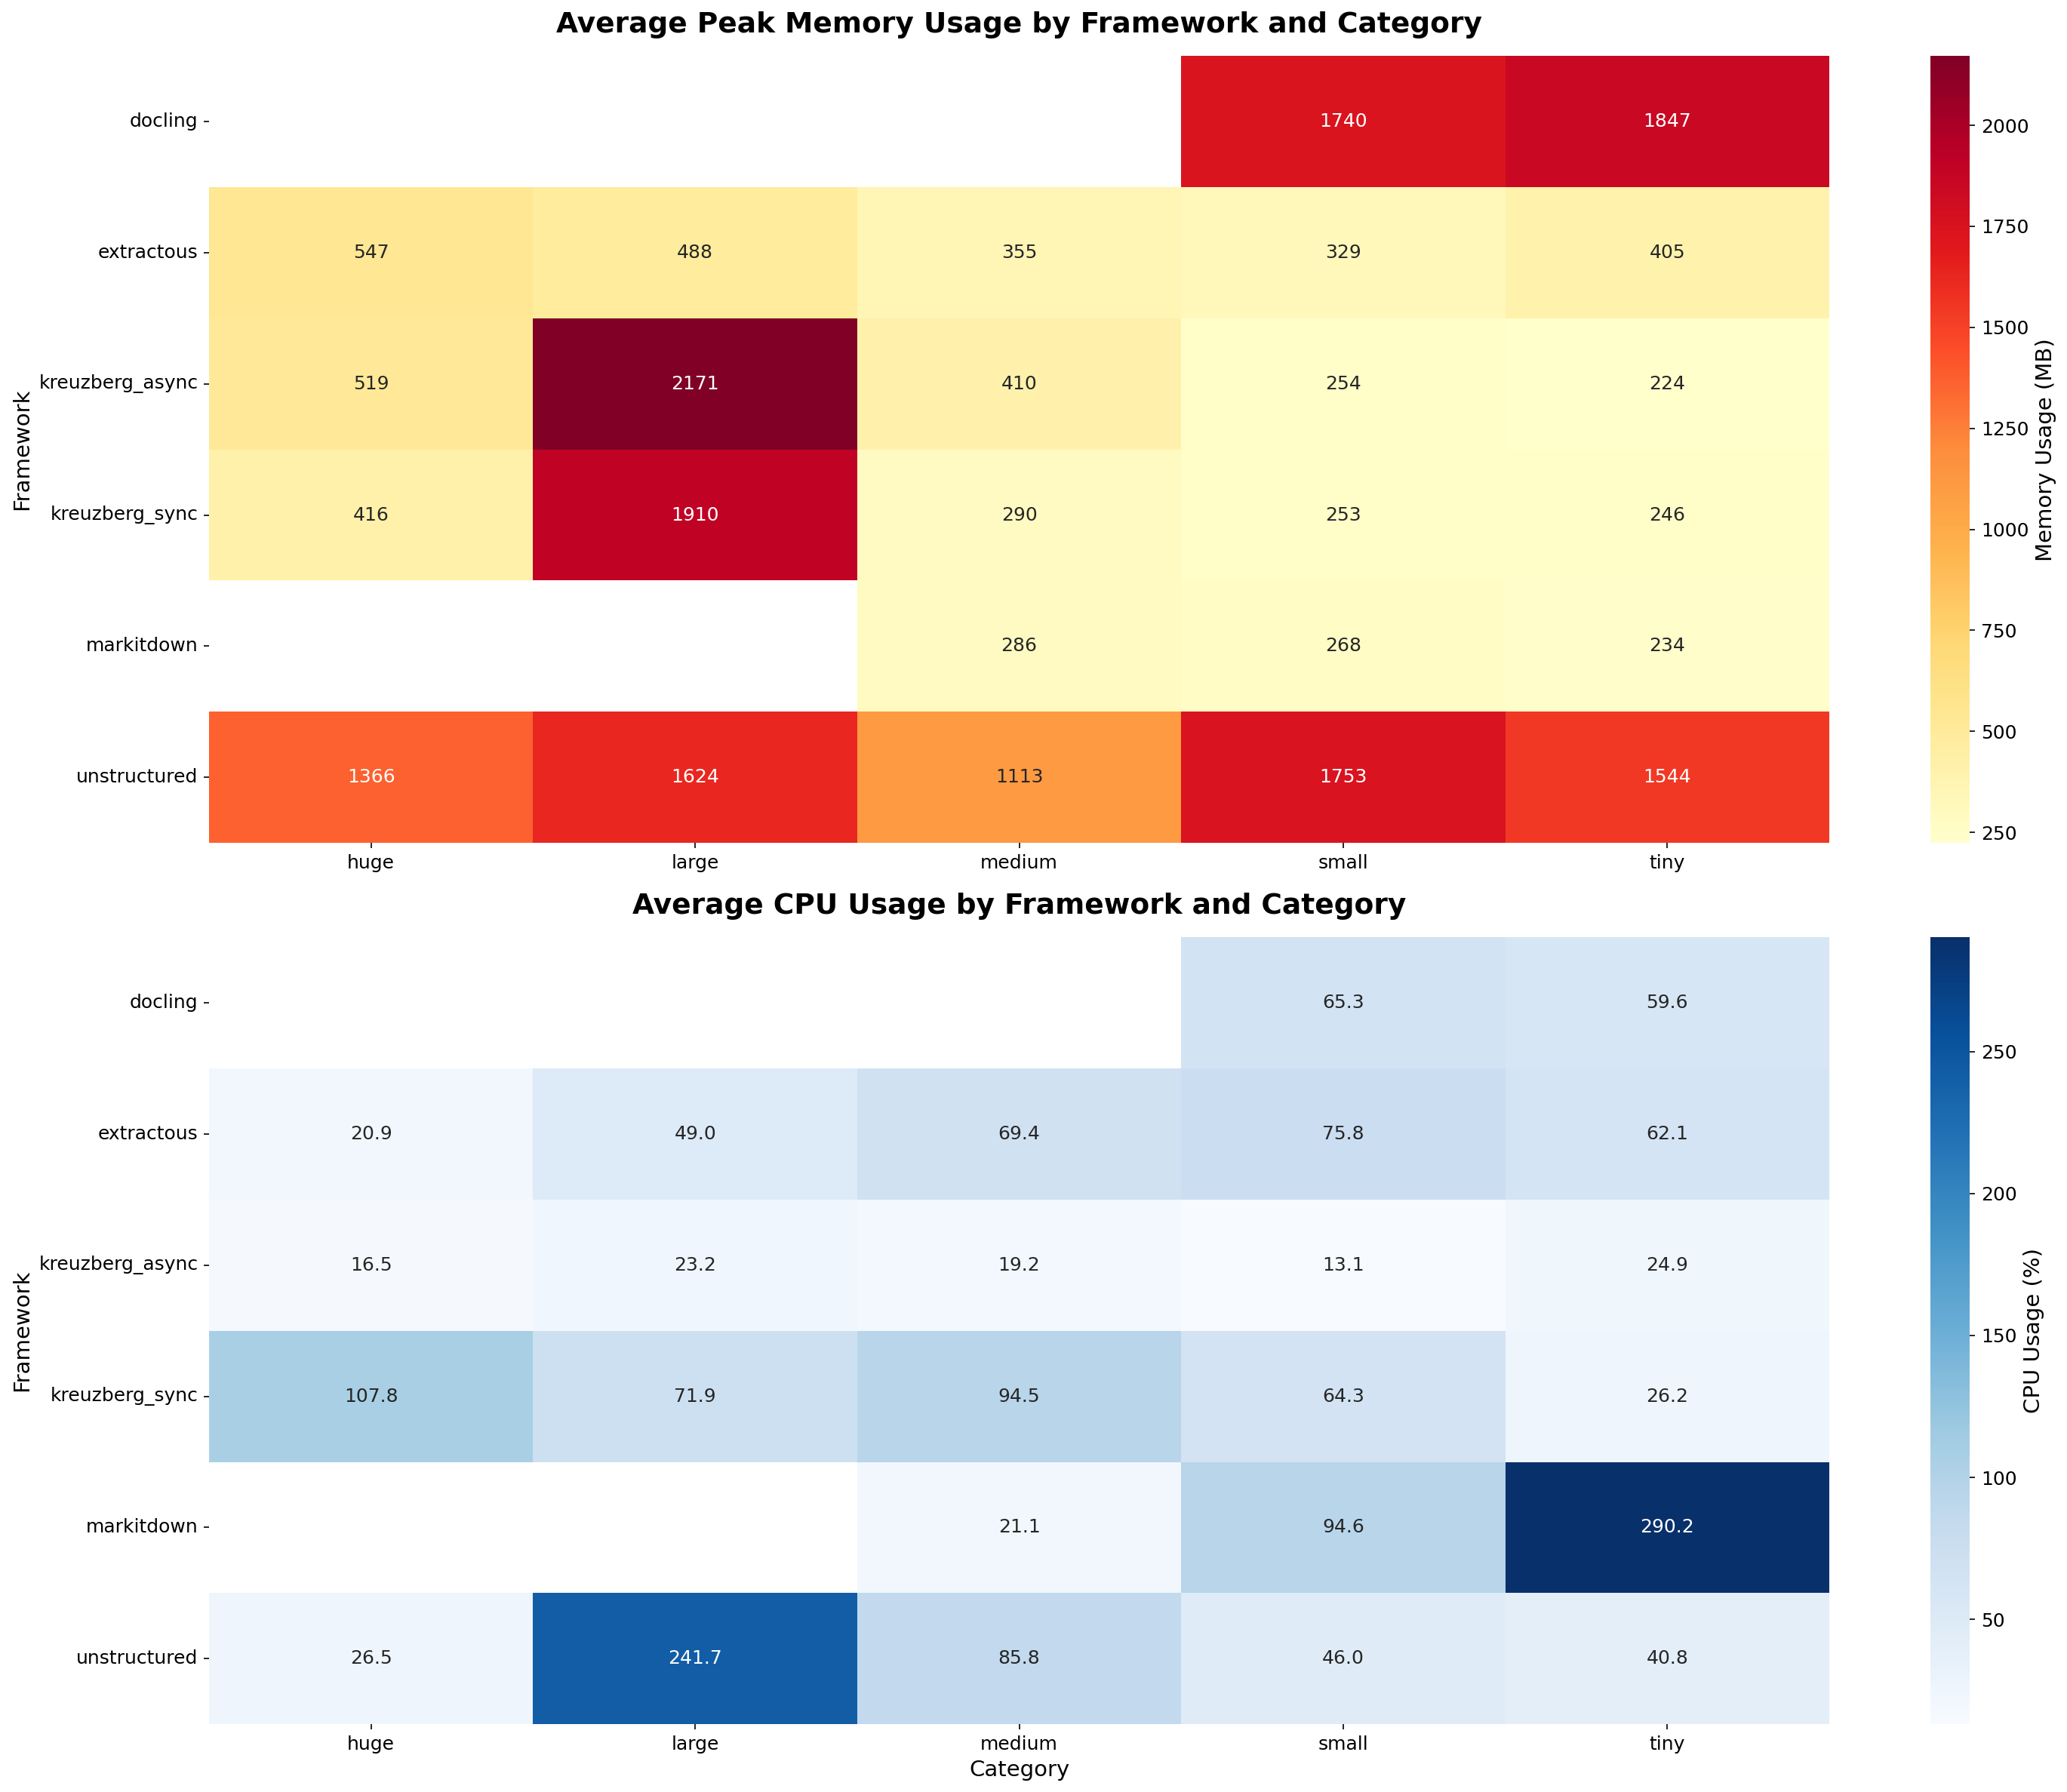 Average Peak Memory Usage by Framework and Category
docling
1740
1847
extractous
547
488
355
329
405
kreuzberg_async
519
2171
410
254
224
kreuzberg_sync
416
1910
290
253
246
markitdown
286
268
234
unstructured
1366
1624
1113
1753
1544
huge
large
medium
small
tiny
Framework
2000
1750
1500
1250
1000
750
500
250
Memory Usage (MB)
Average CPU Usage by Framework and Category
docling
65.3
59.6
extractous
20.9
49.0
69.4
75.8
62.1
kreuzberg_async
16.5
23.2
19.2
13.1
24.9
kreuzberg_sync
107.8
71.9
94.5
64.3
26.2
markitdown
21.1
94.6
290.2
unstructured
26.5
241.7
85.8
46.0
40.8
huge
large
medium
small
tiny
Category
Framework
250
200
150
100
50
CPU Usage (%)